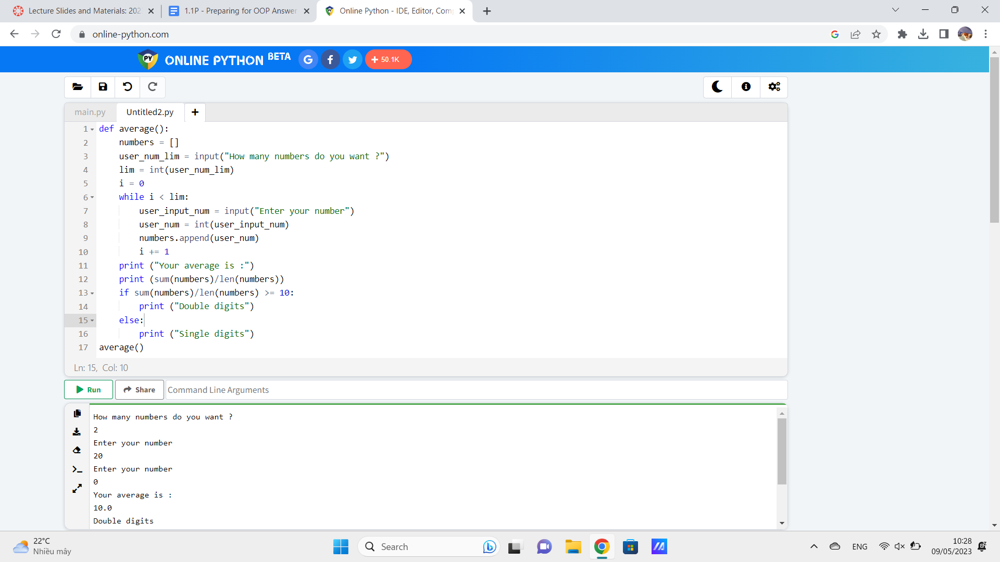 Lecture Slides and Materials: 202
1.1P - Preparing for OOP Answer
Online Python - IDE, Editor, Com
online-python.com
PY ONLINE PYTHON BETA
50.1K
main.py
Untitled2.py
1 def average():
2 numbers = []
3 user_num_lim = input("How many numbers do you want ?")
4 lim = int(user_num_lim)
5 i = 0
6 while i < lim:
7 user_input_num = input("Enter your number")
8 user_num = int(user_input_num)
9 numbers.append(user_num)
10 i += 1
11 print ("Your average is :")
12 print (sum(numbers)/len(numbers))
13 if sum(numbers)/len(numbers) >= 10:
14 print ("Double digits")
15 else:
16 print ("Single digits")
17 average()
Ln: 15, Col: 10
Run
Share
Command Line Arguments
How many numbers do you want ?
2
Enter your number
20
Enter your number
0
Your average is :
10.0
Double digits
22°C
Nhiều mây
Search
ENG
10:28
09/05/2023